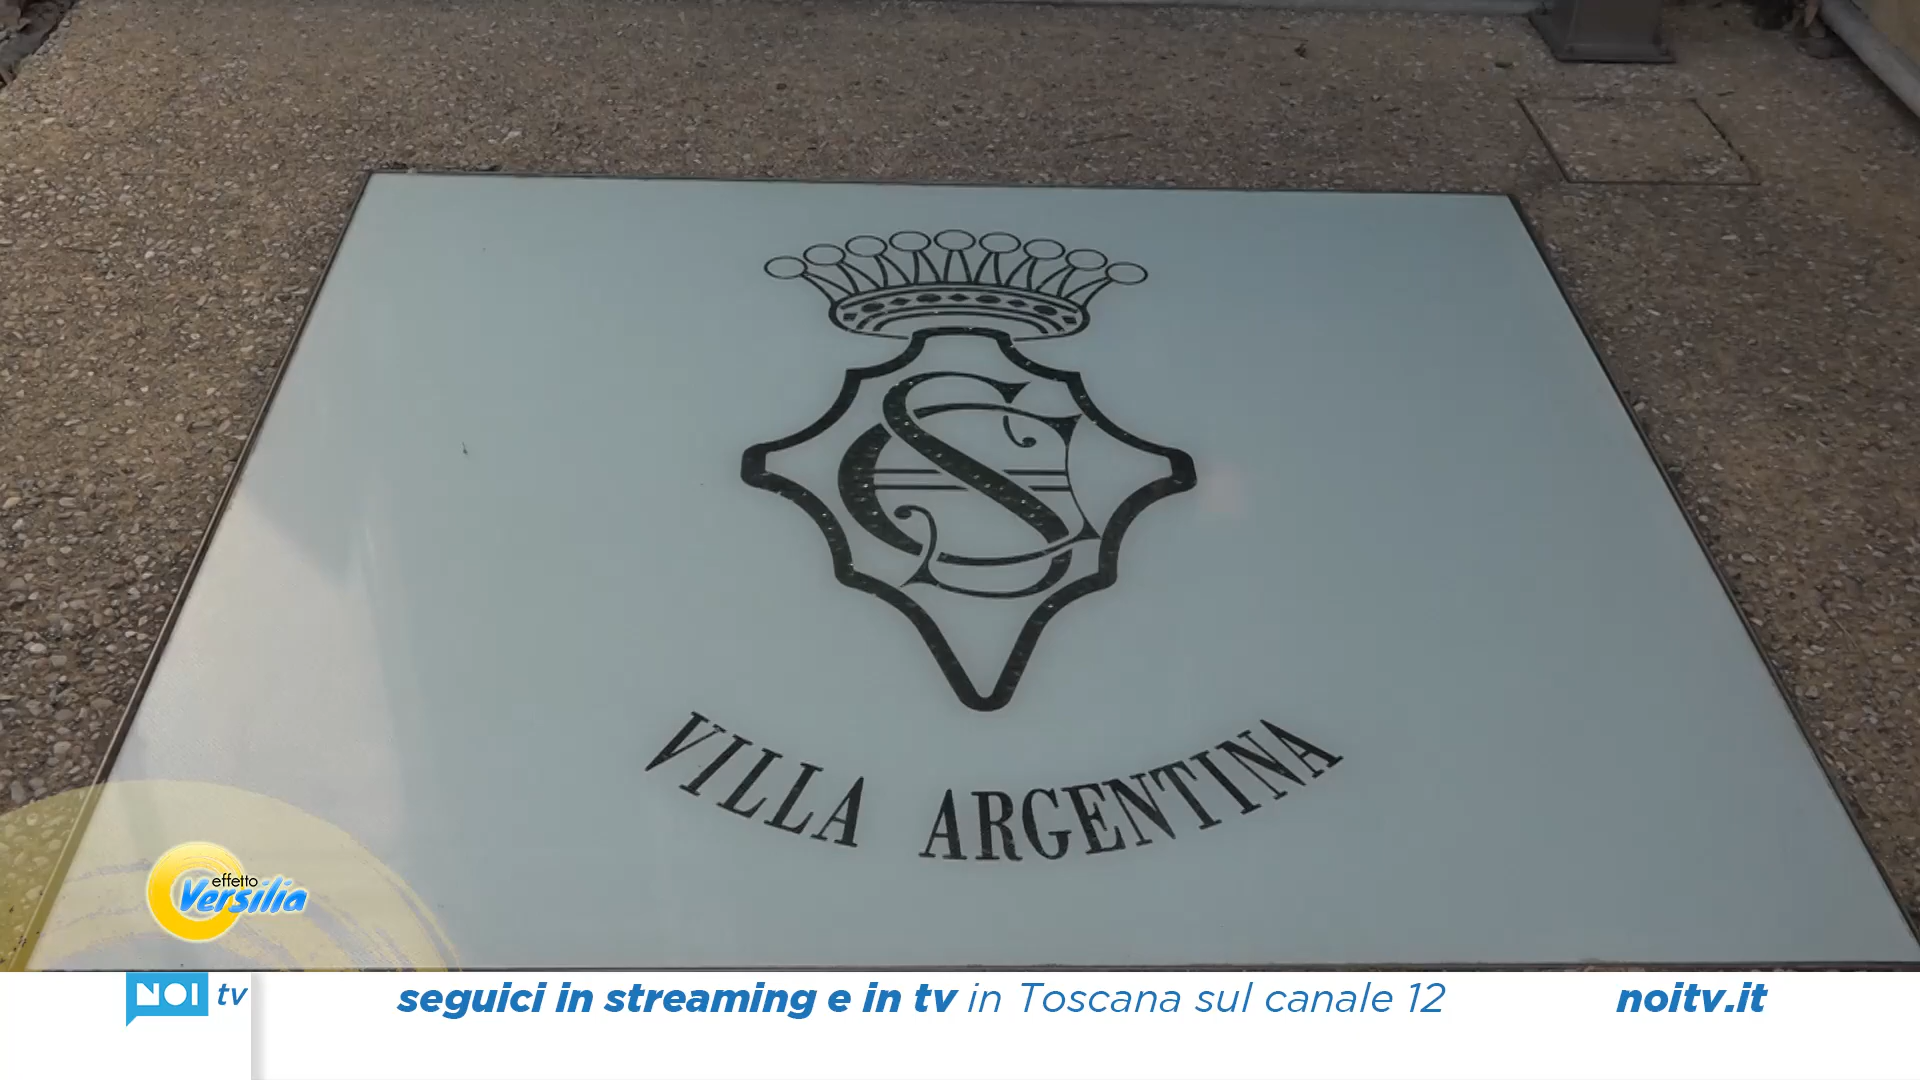 VILLA ARGENTINA
effetto
Versilia
NOI tv
seguici in streaming e in tv in Toscana sul canale 12
noitv.it